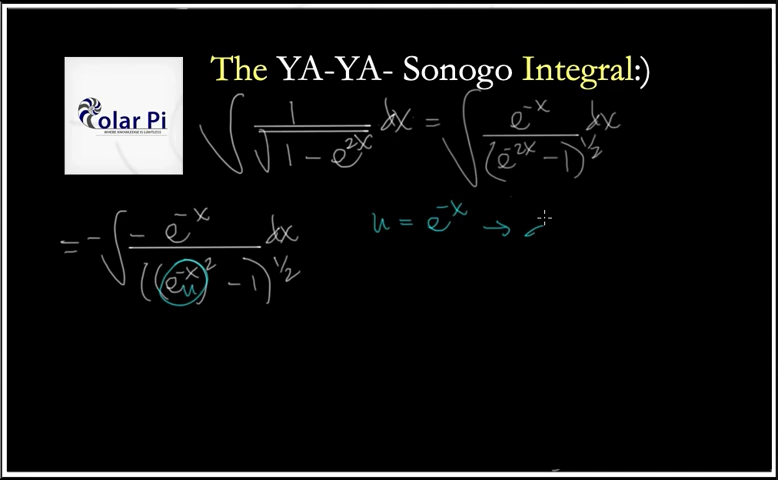 The YA-YA- Sonogo Integral:)
olar Pi
WHERE KNOWLEDGE IS LIMITLESS
∫ 1/√(1 - e^{2x}) dx = ∫ e^{-x}/(e^{-2x} - 1)^{1/2} dx
= -∫ -e^{-x}/((e^{-x})^2 - 1)^{1/2} dx u = e^{-x} →
u